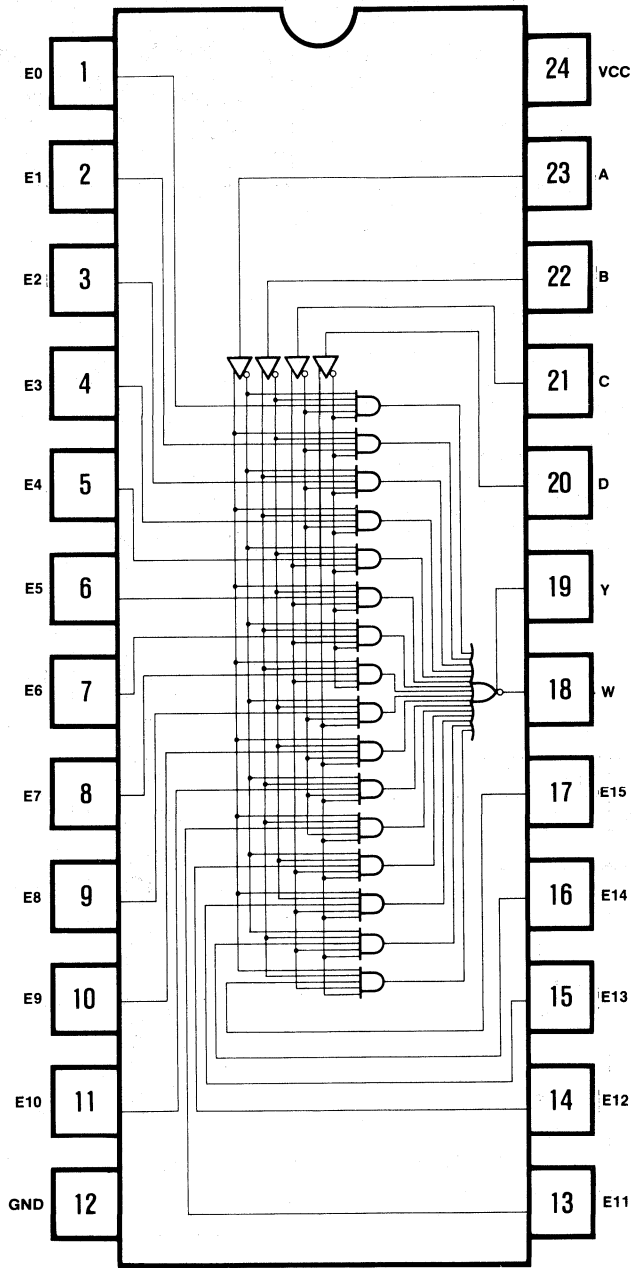 E0 1 24 VCC
E1 2 23 A
E2 3 22 B
E3 4 21 C
E4 5 20 D
E5 6 19 Y
E6 7 18 W
E7 8 17 E15
E8 9 16 E14
E9 10 15 E13
E10 11 14 E12
GND 12 13 E11